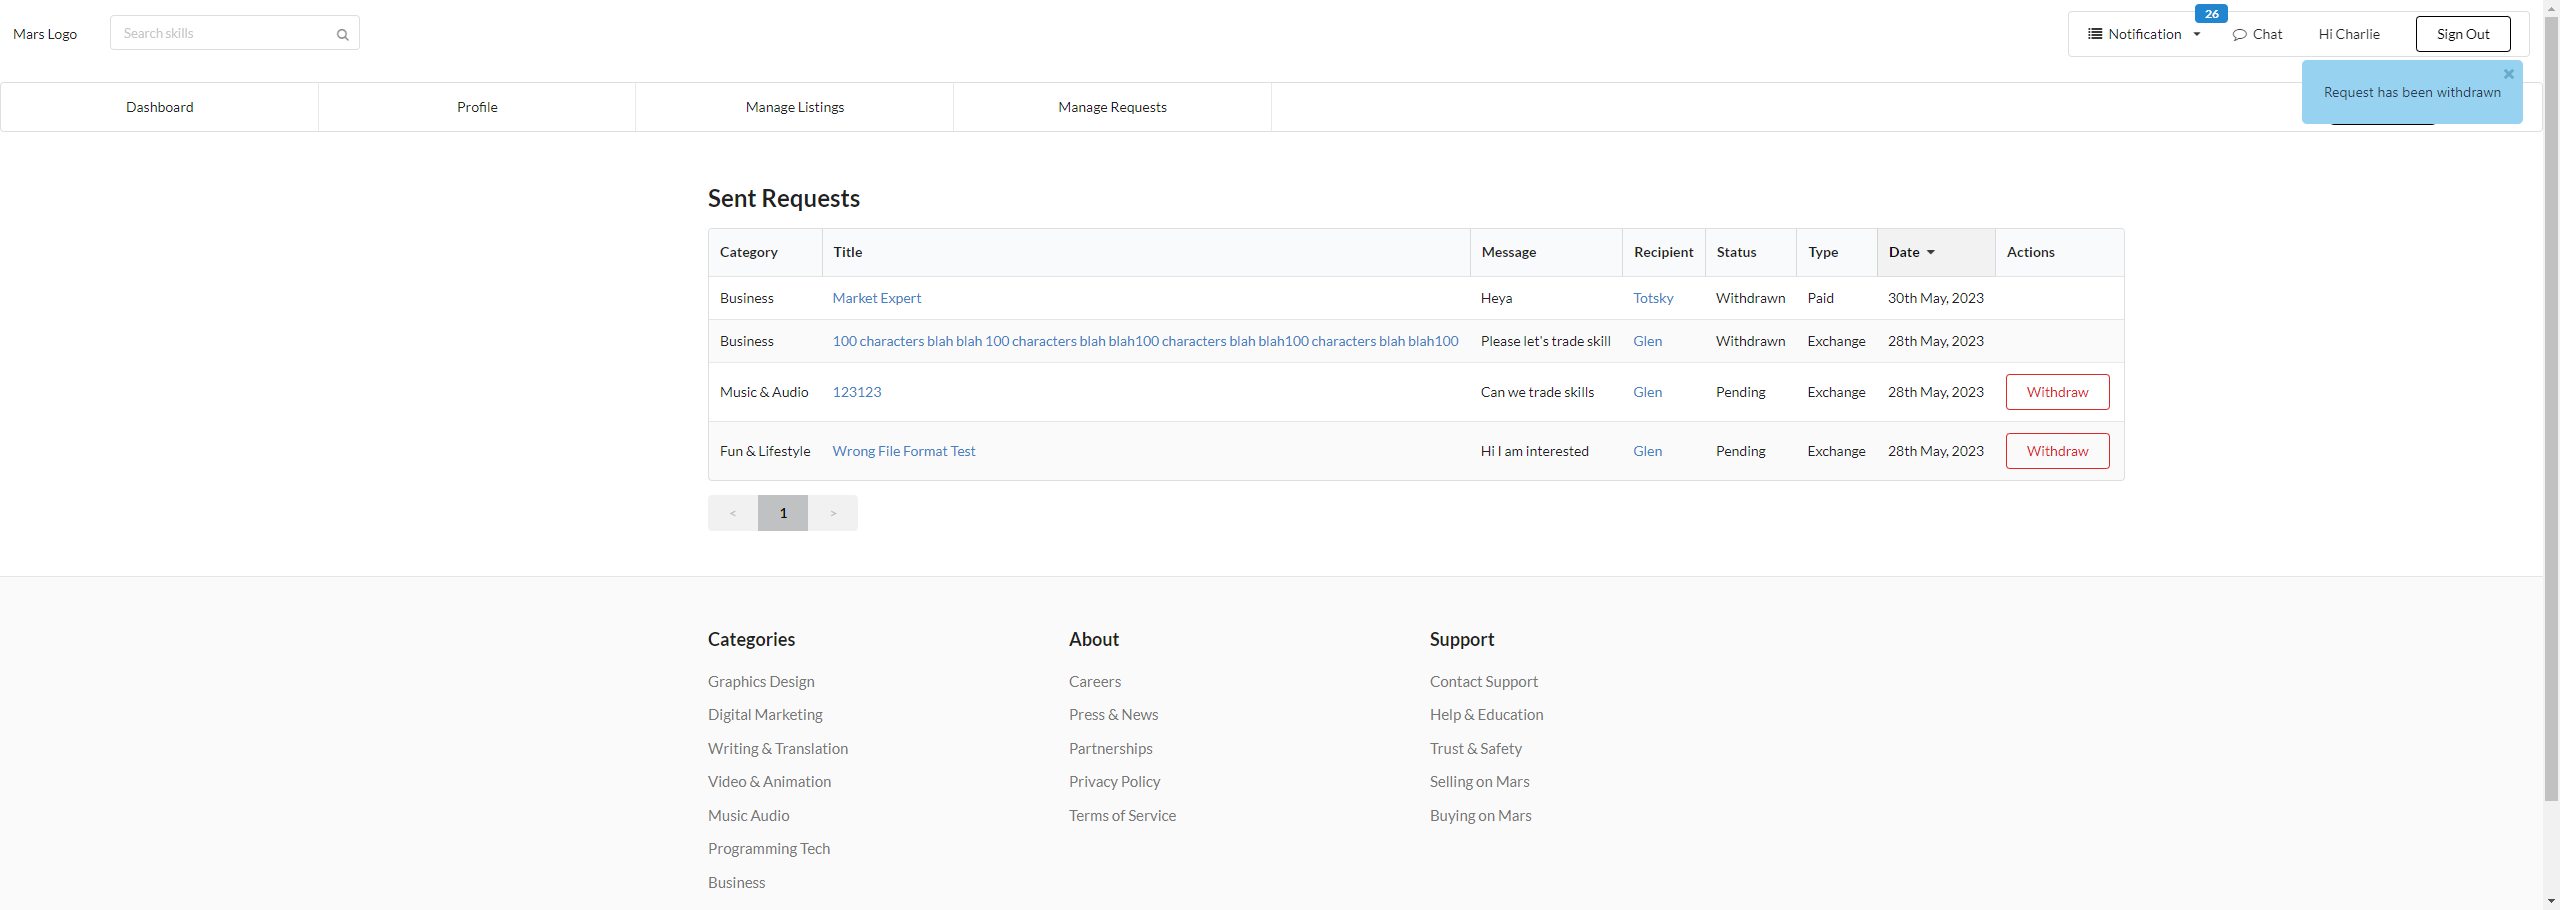 26
Mars Logo Search skills Notification Chat Hi Charlie Sign Out
Request has been withdrawn
Dashboard Profile Manage Listings Manage Requests
Sent Requests
Category Title Message Recipient Status Type Date Actions
Business Market Expert Heya Totsky Withdrawn Paid 30th May, 2023
Business 100 characters blah blah 100 characters blah blah100 characters blah blah100 characters blah blah100 Please let's trade skill Glen Withdrawn Exchange 28th May, 2023
Music & Audio 123123 Can we trade skills Glen Pending Exchange 28th May, 2023 Withdraw
Fun & Lifestyle Wrong File Format Test Hi I am interested Glen Pending Exchange 28th May, 2023 Withdraw
< 1 >
Categories About Support
Graphics Design Careers Contact Support
Digital Marketing Press & News Help & Education
Writing & Translation Partnerships Trust & Safety
Video & Animation Privacy Policy Selling on Mars
Music Audio Terms of Service Buying on Mars
Programming Tech
Business